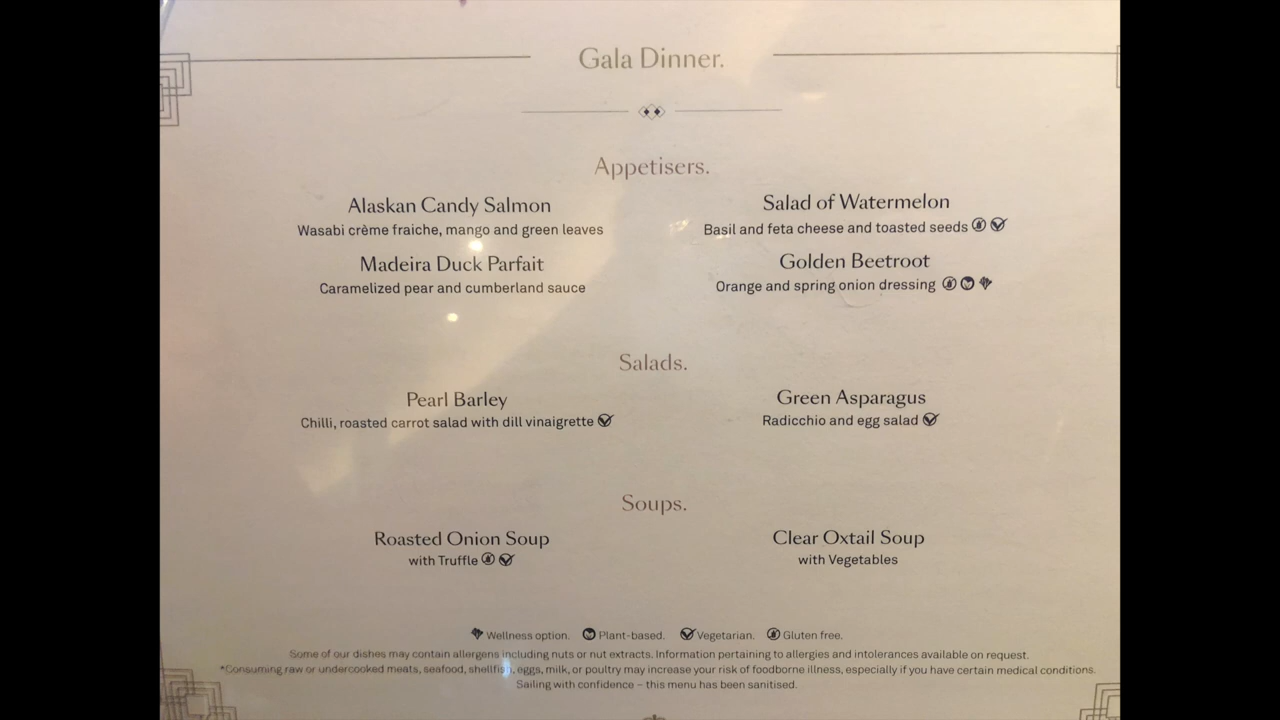 Gala Dinner.
Appetisers.
Alaskan Candy Salmon
Wasabi crème fraiche, mango and green leaves
Salad of Watermelon
Basil and feta cheese and toasted seeds
Madeira Duck Parfait
Caramelized pear and cumberland sauce
Golden Beetroot
Orange and spring onion dressing
Salads.
Pearl Barley
Chilli, roasted carrot salad with dill vinaigrette
Green Asparagus
Radicchio and egg salad
Soups.
Roasted Onion Soup
with Truffle
Clear Oxtail Soup
with Vegetables
Wellness option. Plant-based. Vegetarian. Gluten free.
Some of our dishes may contain allergens including nuts or nut extracts. Information pertaining to allergies and intolerances available on request.
*Consuming raw or undercooked meats, seafood, shellfish, eggs, milk, or poultry may increase your risk of foodborne illness, especially if you have certain medical conditions.
Sailing with confidence – this menu has been sanitised.